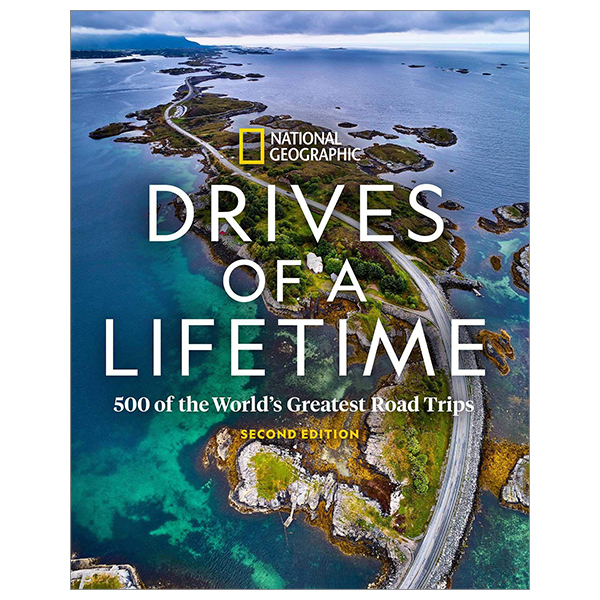 NATIONAL
GEOGRAPHIC
DRIVES
OF A
LIFETIME
500 of the World's Greatest Road Trips
SECOND EDITION